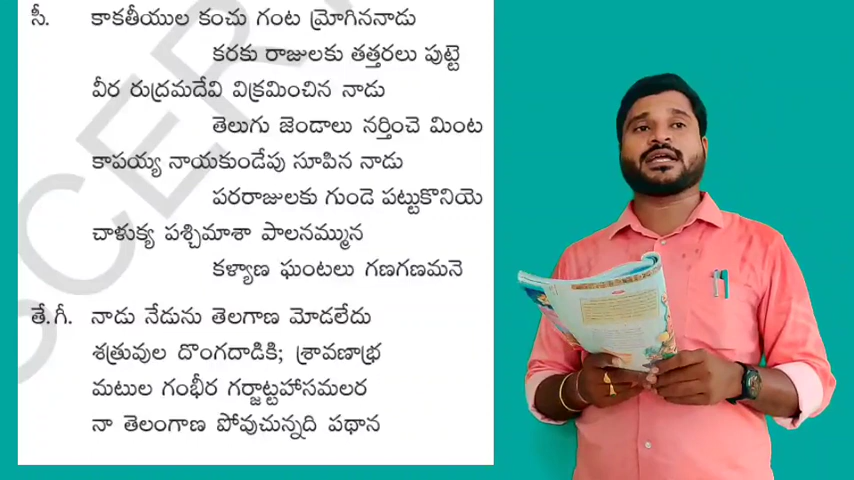 సీ. కాకతీయుల కంచు గంట మ్రోగిననాడు
కరకు రాజులకు తత్తరలు పుట్టె
వీర రుద్రమదేవి విక్రమించిన నాడు
తెలుగు జెండాలు నర్తించె మింట
కాపయ్య నాయకుండేపు సూపిన నాడు
పరరాజులకు గుండె పట్టుకొనియె
చాళుక్య పశ్చిమాశా పాలనమ్మున
కళ్యాణ ఘంటలు గణగణమనె
తే.గీ. నాడు నేడును తెలగాణ మోడలేదు
శత్రువుల దొంగదాడికి; శ్రావణాభ్ర
మటుల గంభీర గర్జాట్టహాసమలర
నా తెలంగాణ పోవుచున్నది పథాన